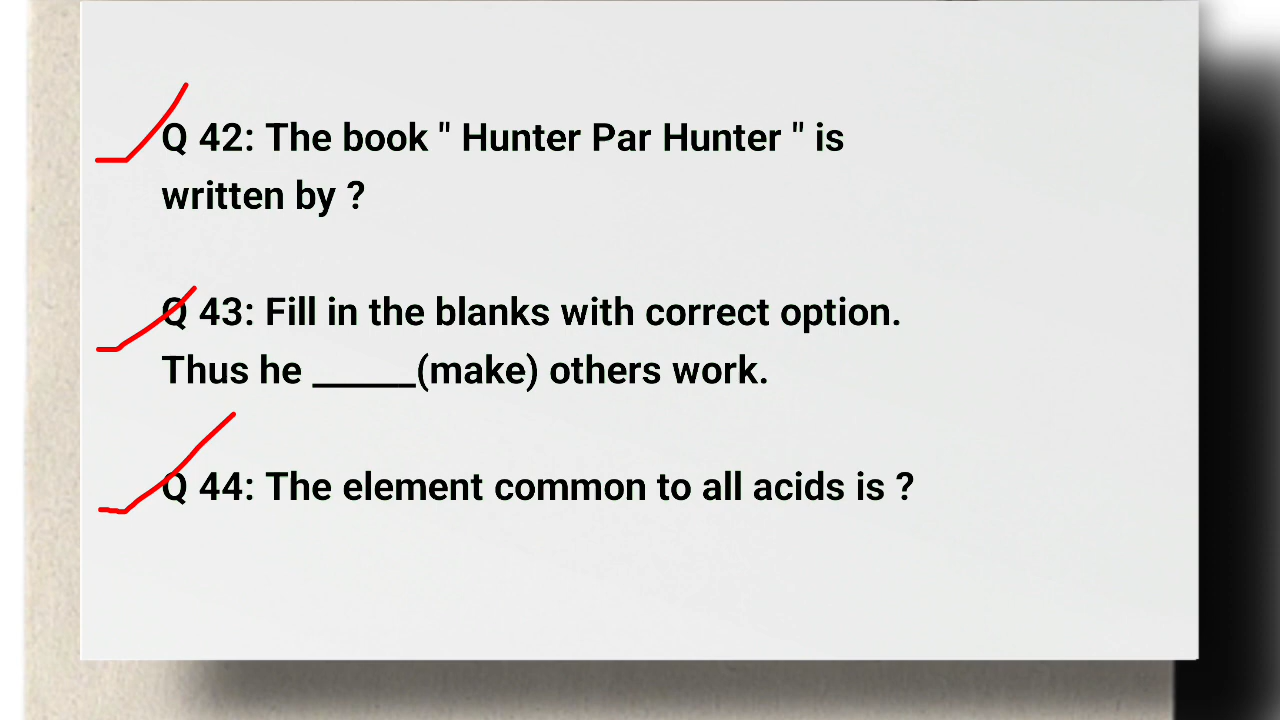 Q 42: The book " Hunter Par Hunter " is
written by ?
Q 43: Fill in the blanks with correct option.
Thus he _____(make) others work.
Q 44: The element common to all acids is ?